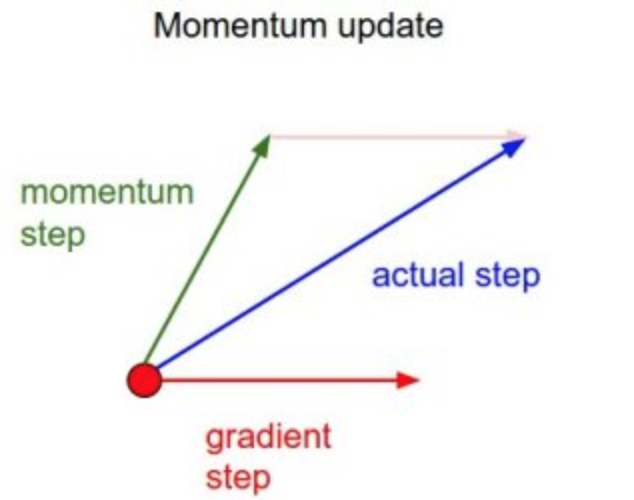 Momentum update
momentum
step
actual step
gradient
step